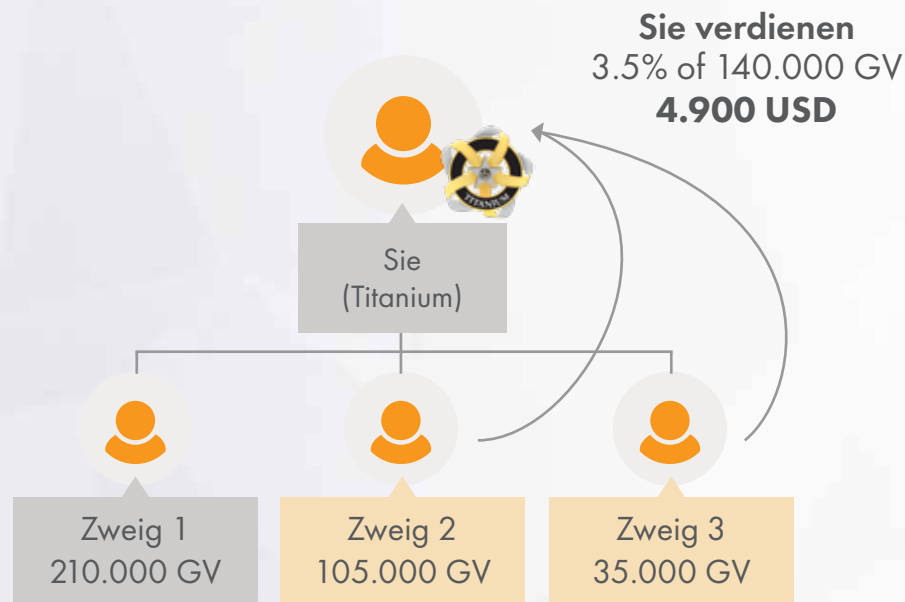 Sie verdienen
3.5% of 140.000 GV
4.900 USD
TITANIUM
Sie
(Titanium)
Zweig 1
210.000 GV
Zweig 2
105.000 GV
Zweig 3
35.000 GV